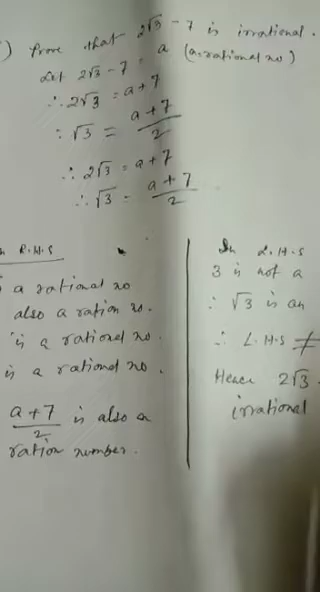 ) Prove that 2√3 - 7 is irrational.
Let 2√3 - 7 = a (a. rational no)
∴ 2√3 = a + 7
∴ √3 = a + 7 / 2
∴ 2√3 = a + 7
∴ √3 = a + 7 / 2
R.H.S
a rational no
also a ration no.
is a rational no.
is a rational no.
a + 7 / 2 is also a
ration number.
In L.H.S
3 is not a
∴ √3 is an
∴ L.H.S ≠
Hence 2√3
irrational